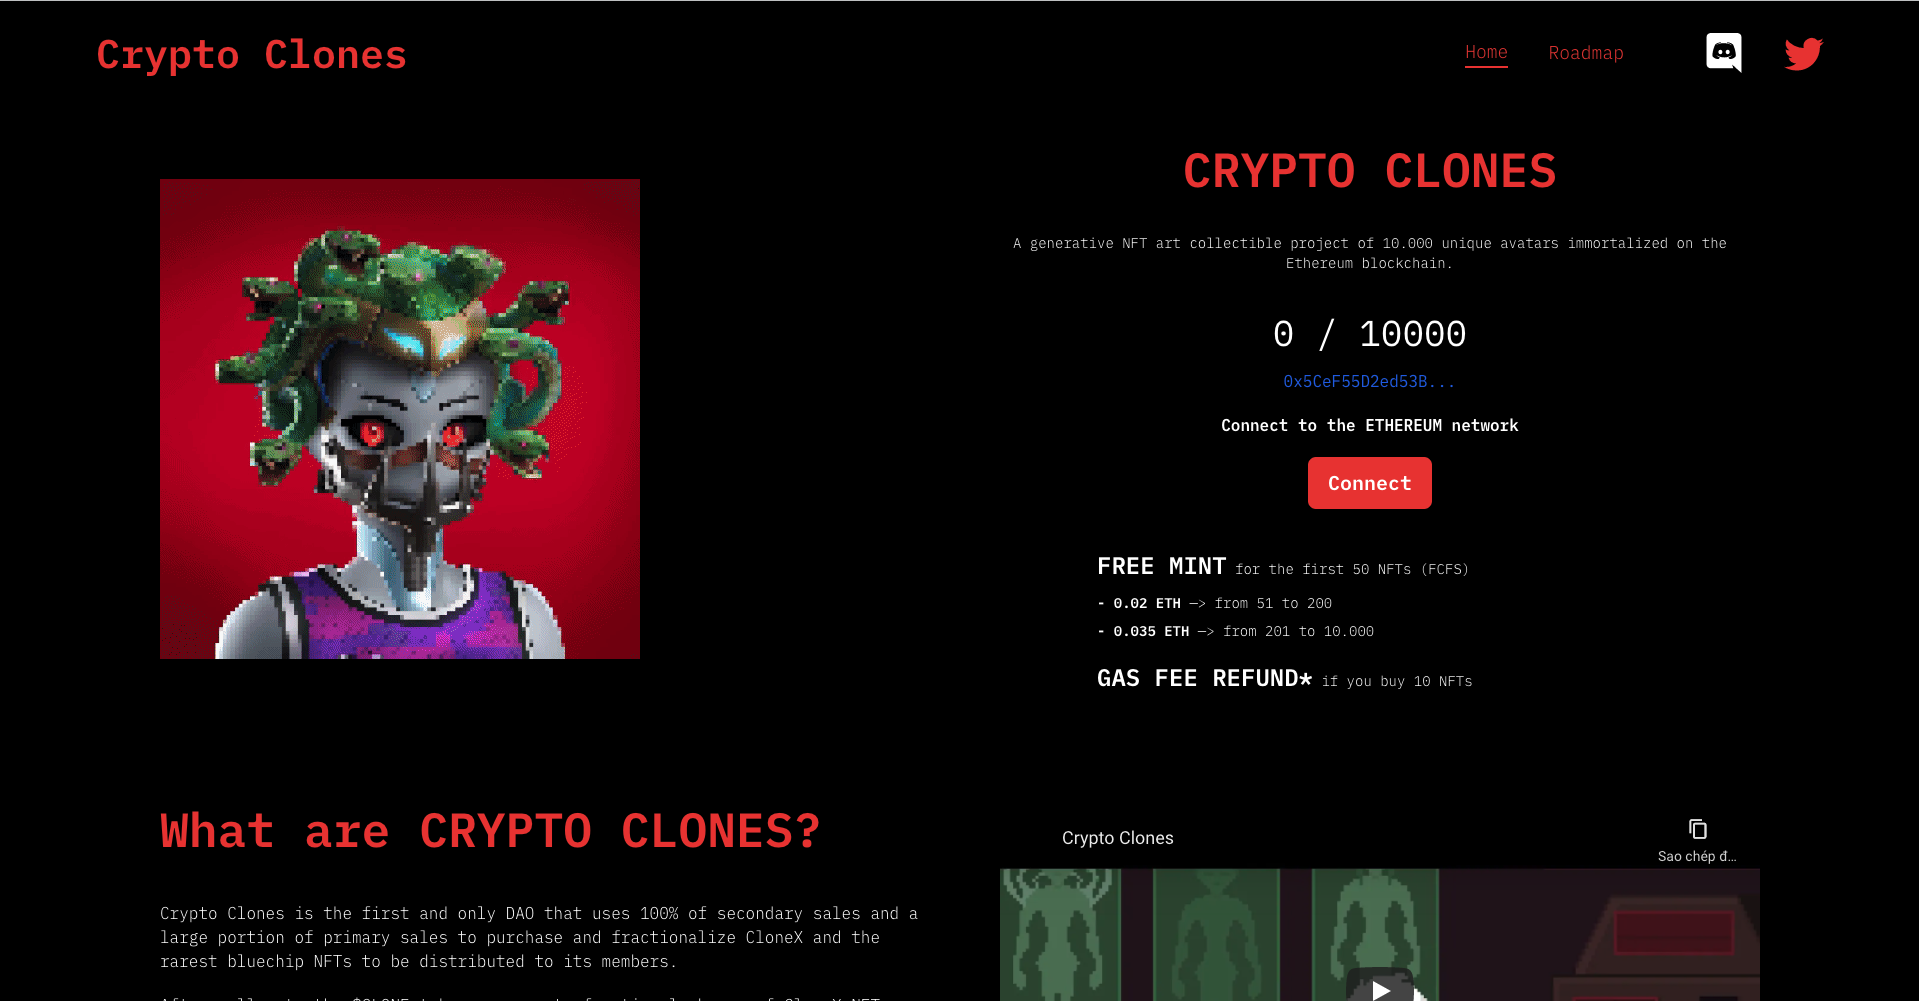 Crypto Clones
Home
Roadmap
CRYPTO CLONES
A generative NFT art collectible project of 10.000 unique avatars immortalized on the
Ethereum blockchain.
0 / 10000
0x5CeF55D2ed53B...
Connect to the ETHEREUM network
Connect
FREE MINT for the first 50 NFTs (FCFS)
- 0.02 ETH —> from 51 to 200
- 0.035 ETH —> from 201 to 10.000
GAS FEE REFUND* if you buy 10 NFTs
What are CRYPTO CLONES?
Crypto Clones is the first and only DAO that uses 100% of secondary sales and a
large portion of primary sales to purchase and fractionalize CloneX and the
rarest bluechip NFTs to be distributed to its members.
Crypto Clones
Sao chép đ...